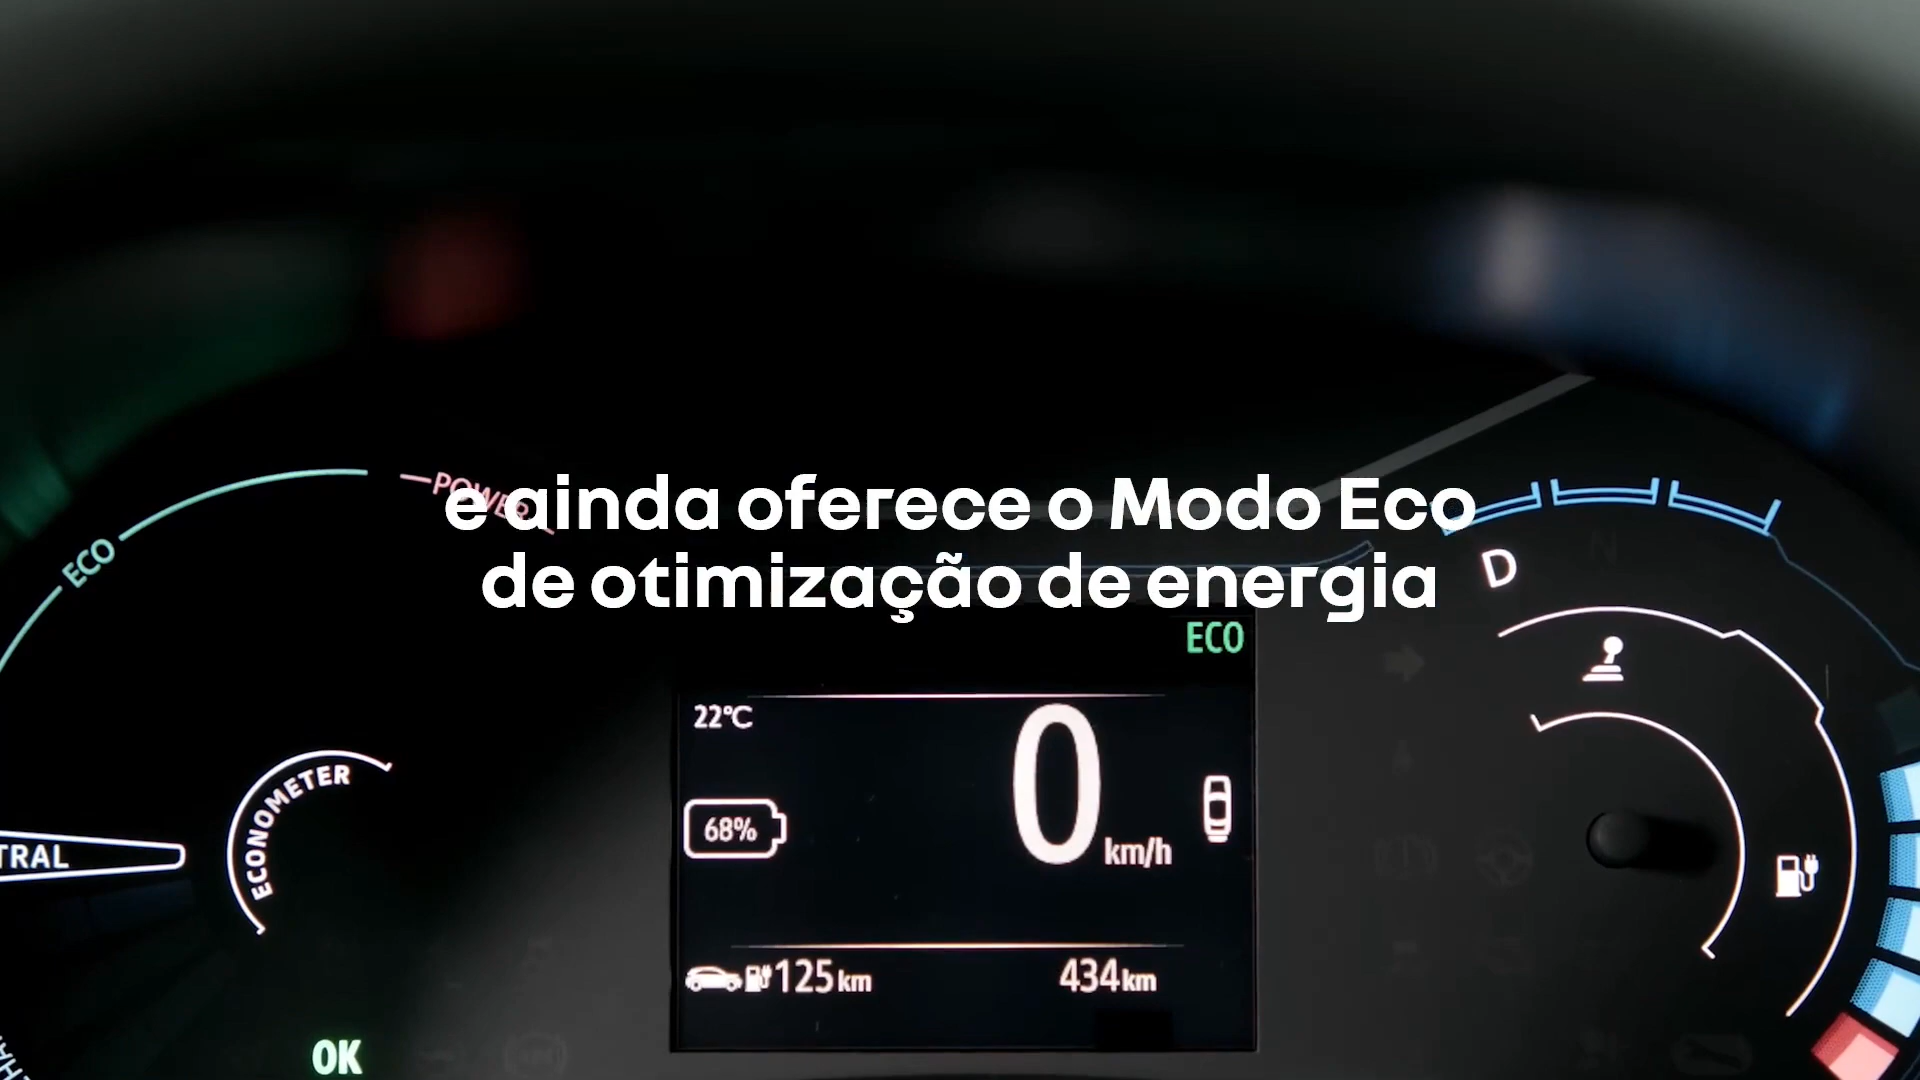 POWER
e ainda oferece o Modo Eco
ECO
D
N
de otimização de energia
ECO
22°C
0
km/h
ECONOMETER
68%
TRAL
125km
434km
OK